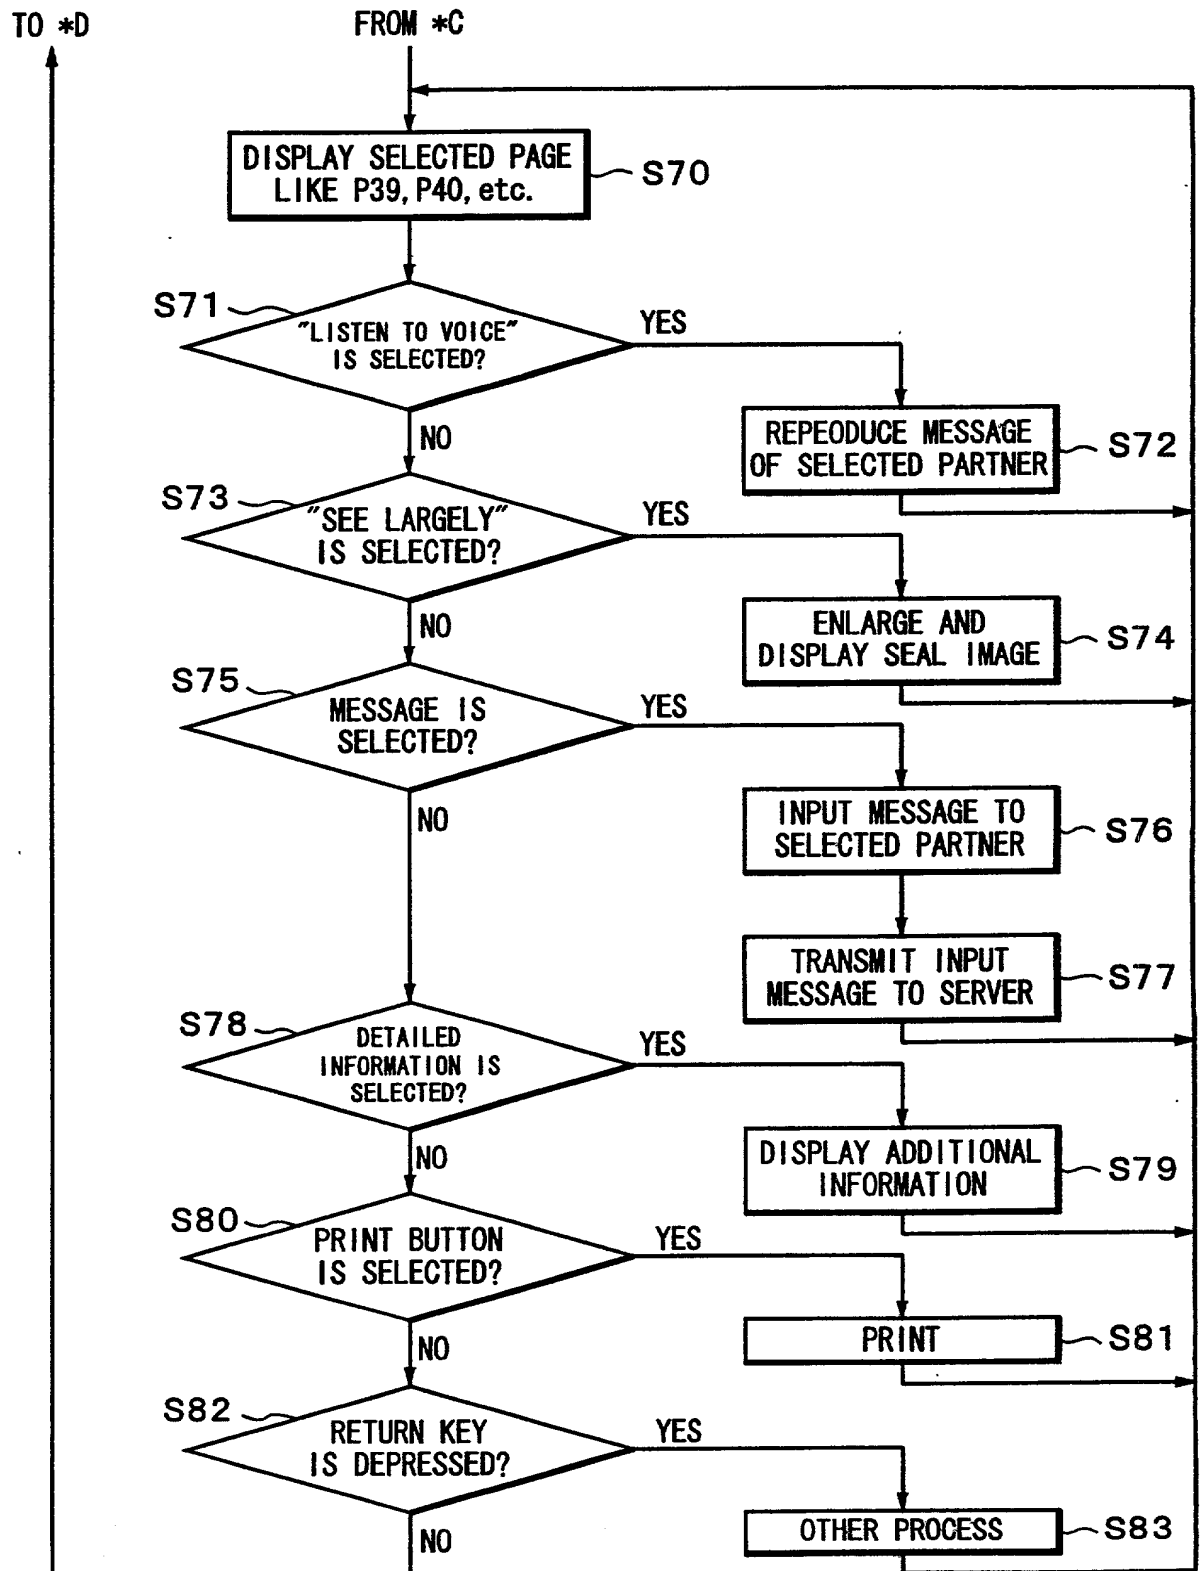 TO *D
FROM *C
DISPLAY SELECTED PAGE
LIKE P39, P40, etc.
S70
S71
"LISTEN TO VOICE"
IS SELECTED?
YES
NO
REPEODUCE MESSAGE
OF SELECTED PARTNER
S72
S73
"SEE LARGELY"
IS SELECTED?
YES
NO
ENLARGE AND
DISPLAY SEAL IMAGE
S74
S75
MESSAGE IS
SELECTED?
YES
NO
INPUT MESSAGE TO
SELECTED PARTNER
S76
TRANSMIT INPUT
MESSAGE TO SERVER
S77
S78
DETAILED
INFORMATION IS
SELECTED?
YES
NO
DISPLAY ADDITIONAL
INFORMATION
S79
S80
PRINT BUTTON
IS SELECTED?
YES
NO
PRINT
S81
S82
RETURN KEY
IS DEPRESSED?
YES
NO
OTHER PROCESS
S83